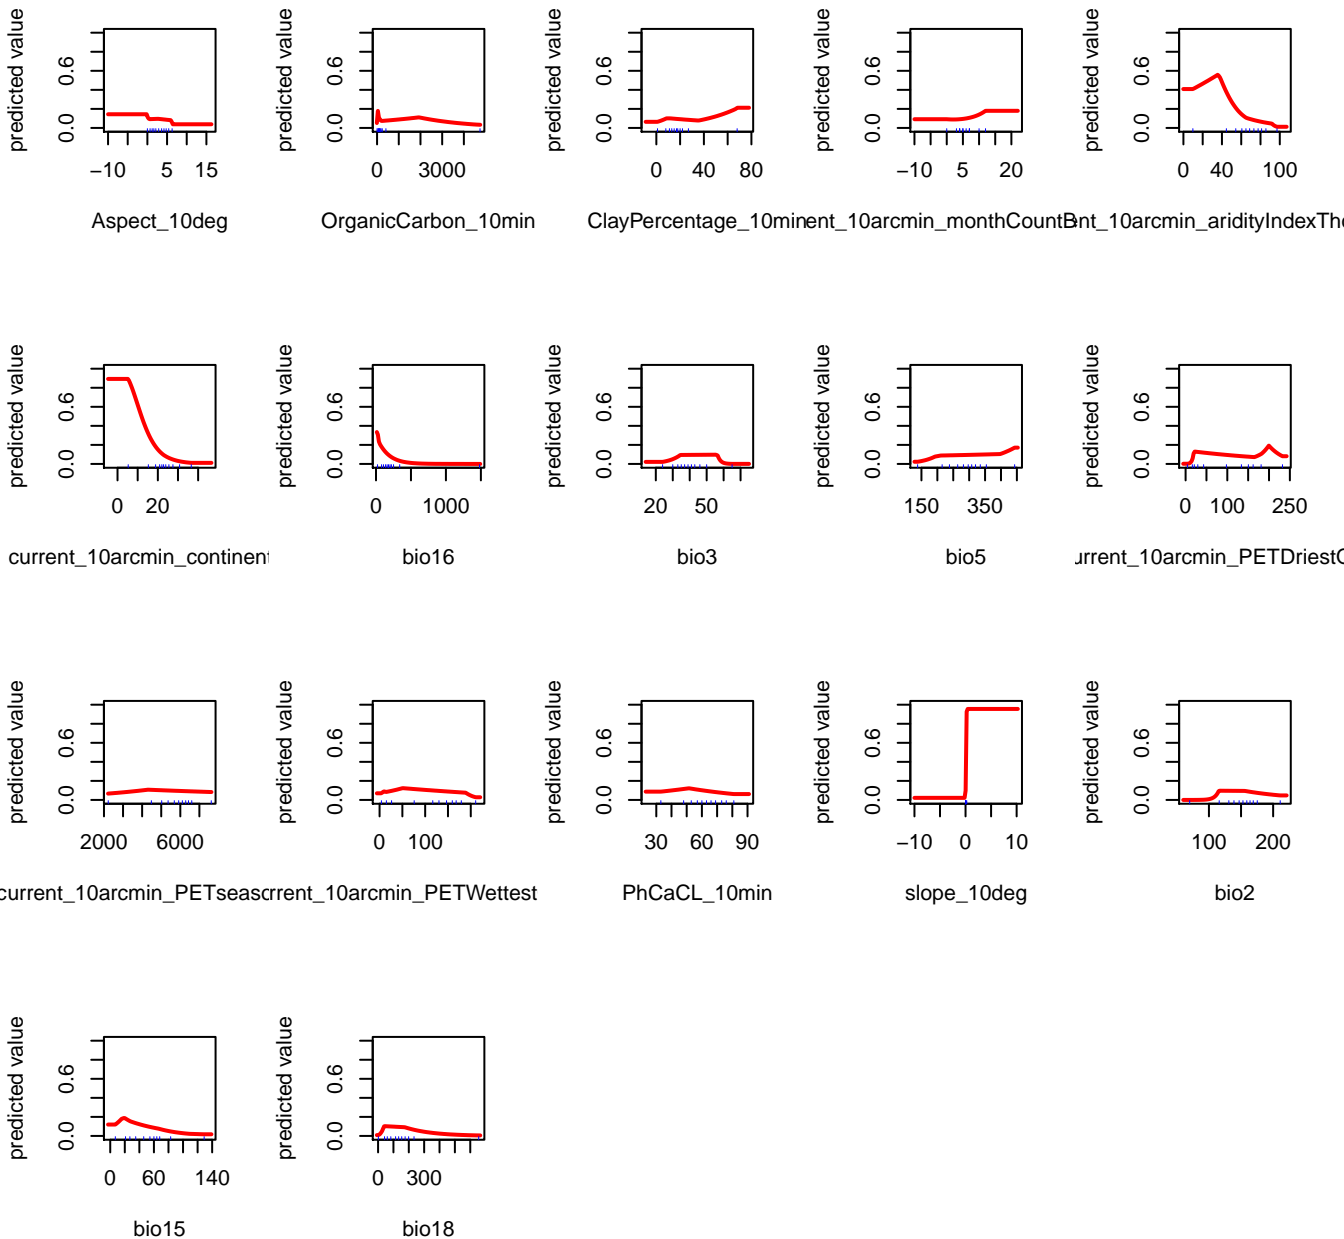 predicted value predicted value predicted value predicted value predicted value
0.0 0.6 0.0 0.6 0.0 0.6 0.0 0.6 0.0 0.6
−10 5 15 0 3000 0 40 80 −10 5 20 0 40 100
Aspect_10deg OrganicCarbon_10min ClayPercentage_10min ent_10arcmin_monthCountB ent_10arcmin_aridityIndexTho
predicted value predicted value predicted value predicted value predicted value
0.0 0.6 0.0 0.6 0.0 0.6 0.0 0.6 0.0 0.6
0 20 0 1000 20 50 150 350 0 100 250
current_10arcmin_continent bio16 bio3 bio5 urrent_10arcmin_PETDriestQ
predicted value predicted value predicted value predicted value predicted value
0.0 0.6 0.0 0.6 0.0 0.6 0.0 0.6 0.0 0.6
2000 6000 0 100 30 60 90 −10 0 10 100 200
current_10arcmin_PETseasc rrent_10arcmin_PETWettest PhCaCL_10min slope_10deg bio2
predicted value predicted value
0.0 0.6 0.0 0.6
0 60 140 0 300
bio15 bio18